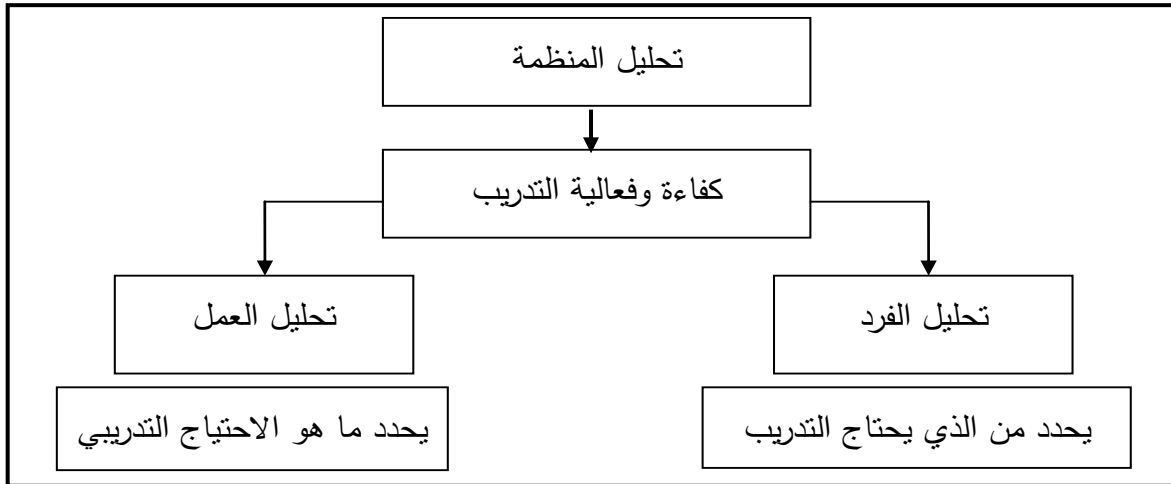 تحليل المنظمة
كفاءة وفعالية التدريب
تحليل الفرد
تحليل العمل
يحدد من الذي يحتاج التدريب
يحدد ما هو الاحتياج التدريبي